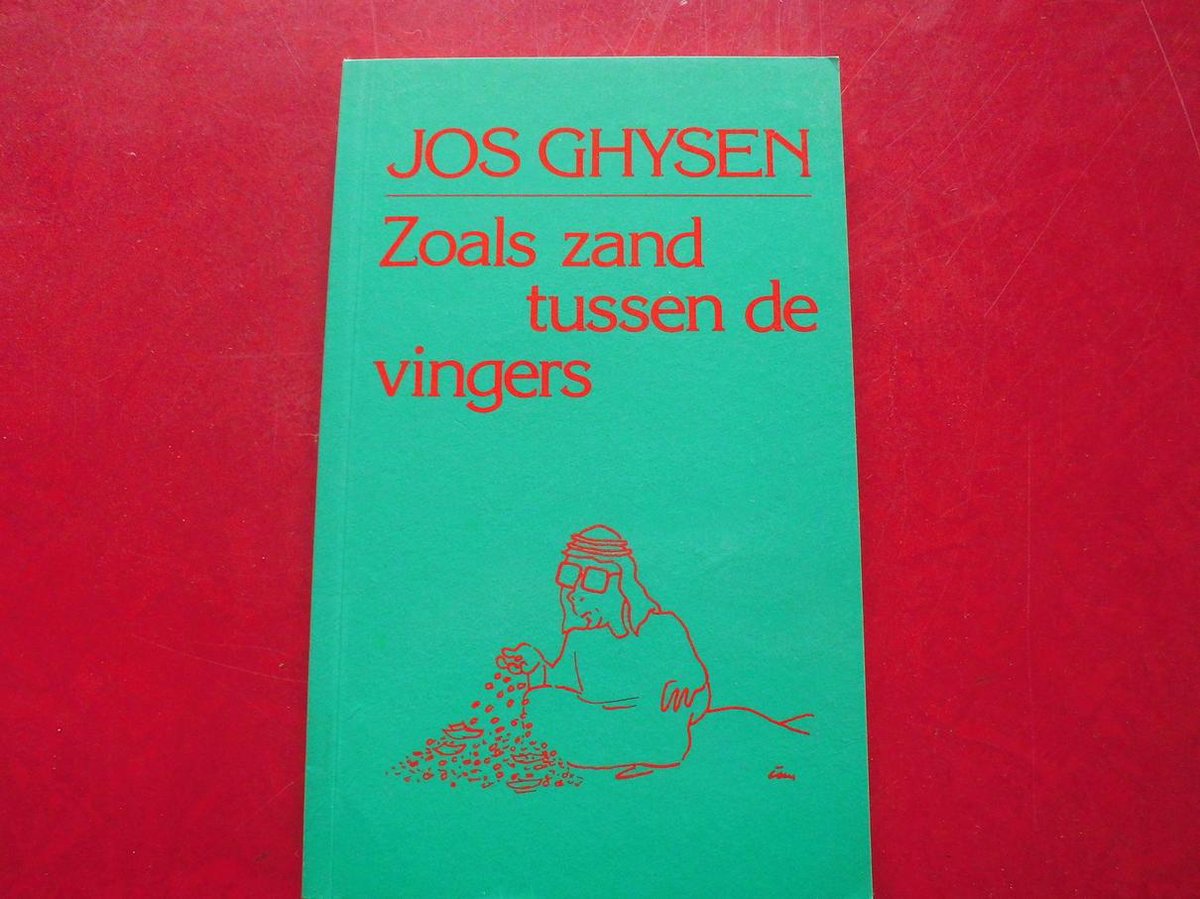 JOS GHYSEN
Zoals zand
tussen de
vingers